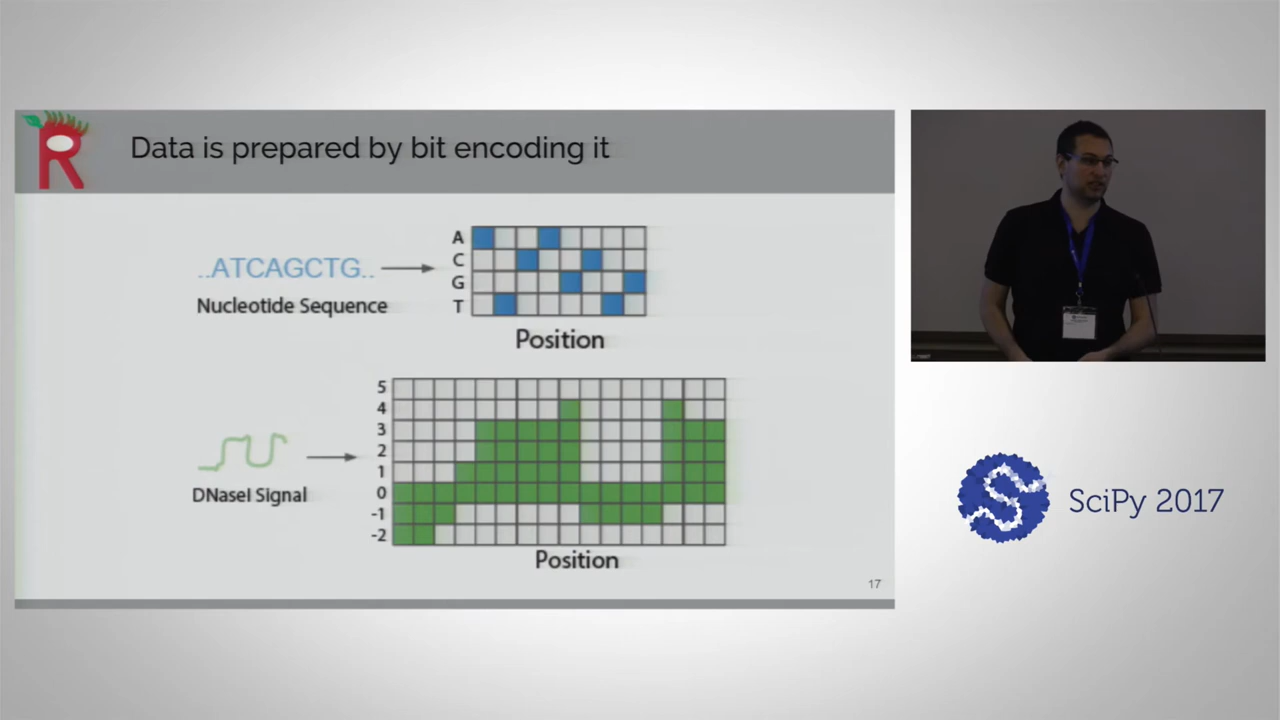 R
Data is prepared by bit encoding it
..ATCAGCTG..
Nucleotide Sequence
A
C
G
T
Position
5
4
3
2
1
0
-1
-2
DNaseI Signal
Position
17
S
SciPy 2017